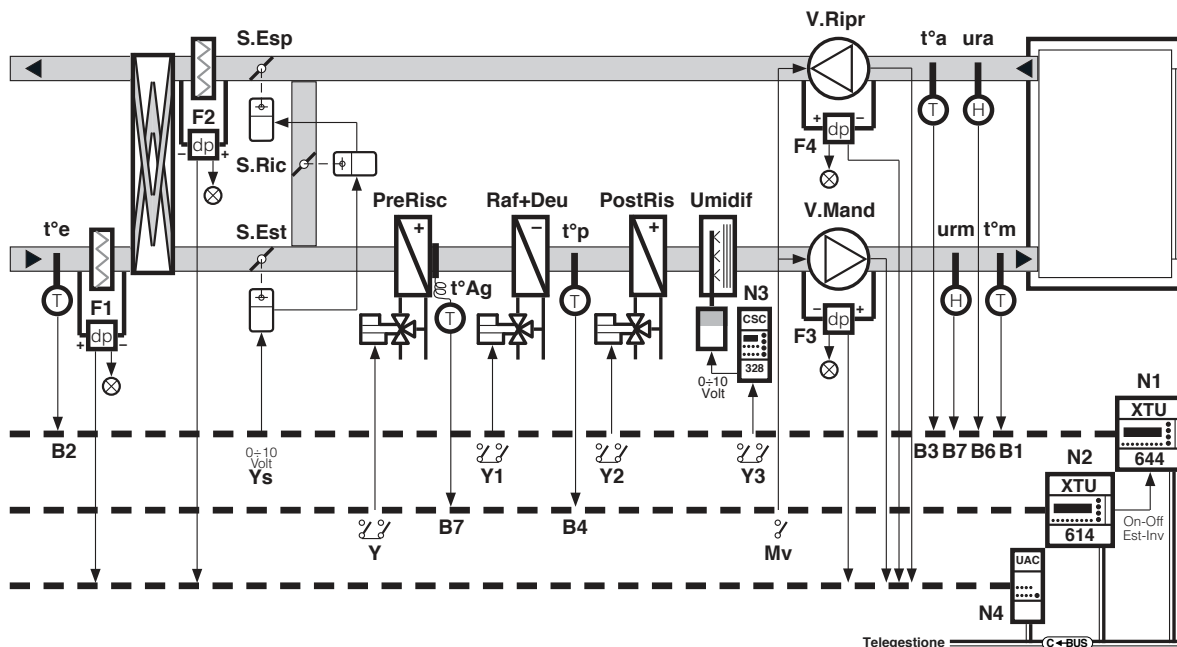 V.Ripr
S.Esp
t°a
ura
T
H
F2
dp
- +
+ -
dp
F4
S.Ric
PreRisc
Raf+Deu
PostRis
Umidif
V.Mand
t°e
S.Est
+
-
t°p
+
urm
t°m
T
F1
+ dp -
t°Ag
T
T
N3
CSC
328
0÷10
Volt
- +
dp
F3
H
T
N1
XTU
644
B2
0÷10
Volt
Ys
Y1
Y2
Y3
B3
B7
B6
B1
N2
XTU
614
On-Off
Est-Inv
Y
B7
B4
Mv
UAC
N4
Telegestione
C BUS